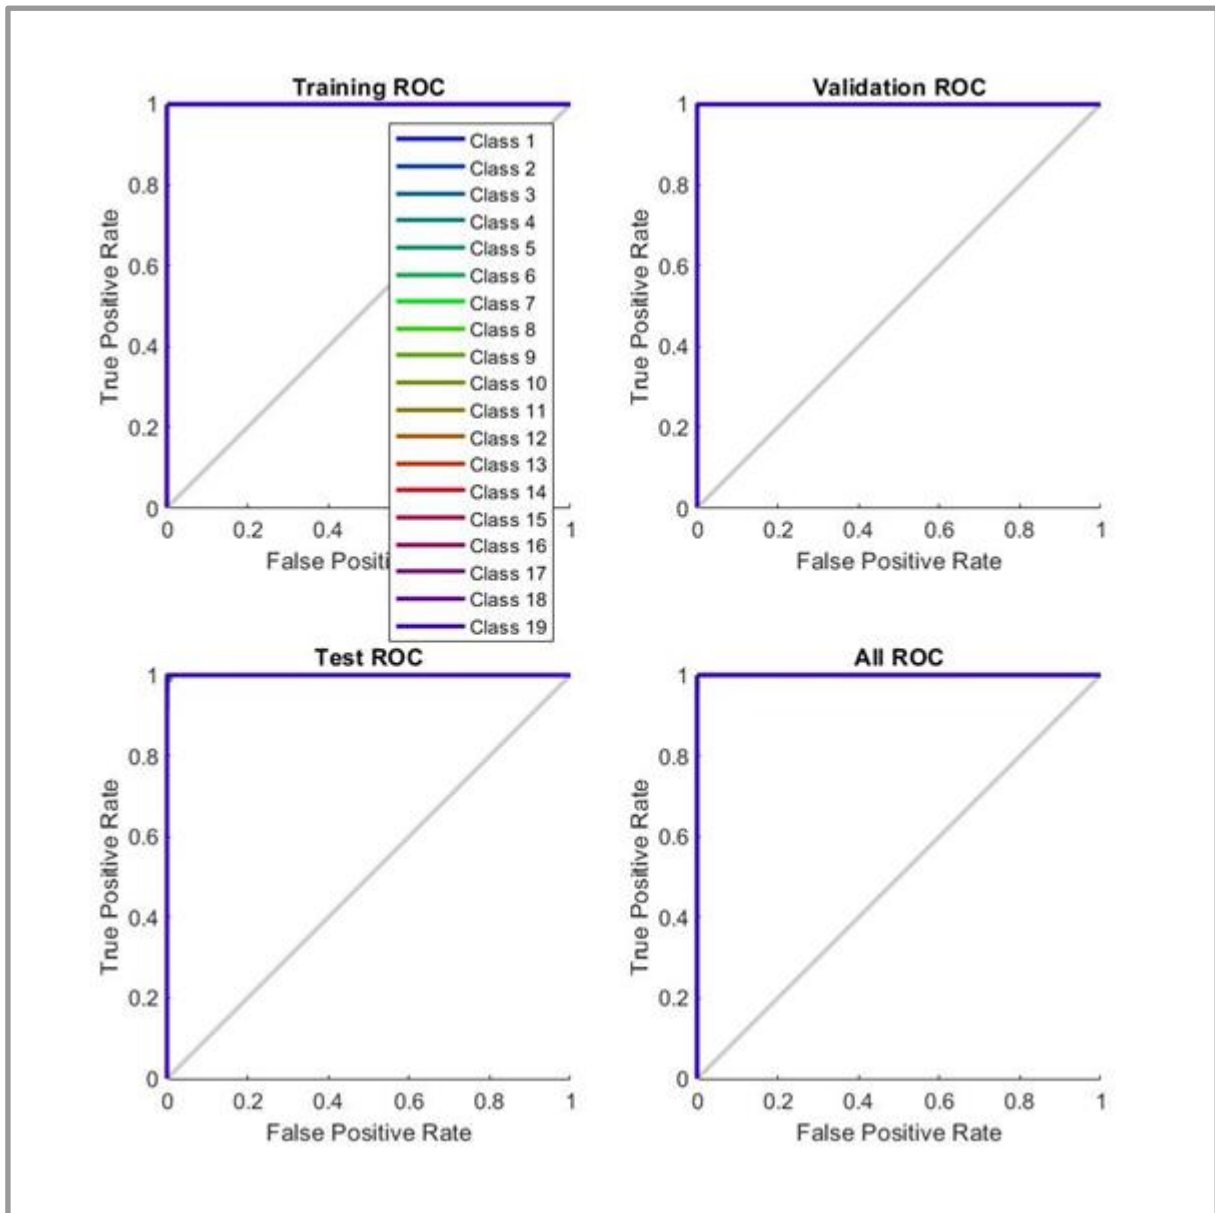 Training ROC
1
0.8
0.6
0.4
0.2
0
True Positive Rate
0 0.2 0.4 1
False Positi
Class 1
Class 2
Class 3
Class 4
Class 5
Class 6
Class 7
Class 8
Class 9
Class 10
Class 11
Class 12
Class 13
Class 14
Class 15
Class 16
Class 17
Class 18
Class 19
Validation ROC
1
0.8
0.6
0.4
0.2
0
True Positive Rate
0 0.2 0.4 0.6 0.8 1
False Positive Rate
Test ROC
1
0.8
0.6
0.4
0.2
0
True Positive Rate
0 0.2 0.4 0.6 0.8 1
False Positive Rate
All ROC
1
0.8
0.6
0.4
0.2
0
True Positive Rate
0 0.2 0.4 0.6 0.8 1
False Positive Rate